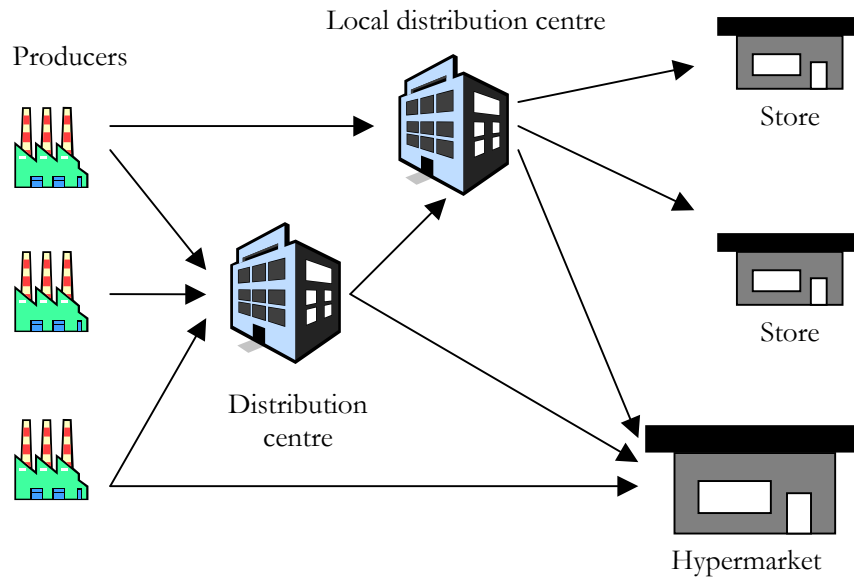 Local distribution centre
Producers
Store
Store
Distribution
centre
Hypermarket